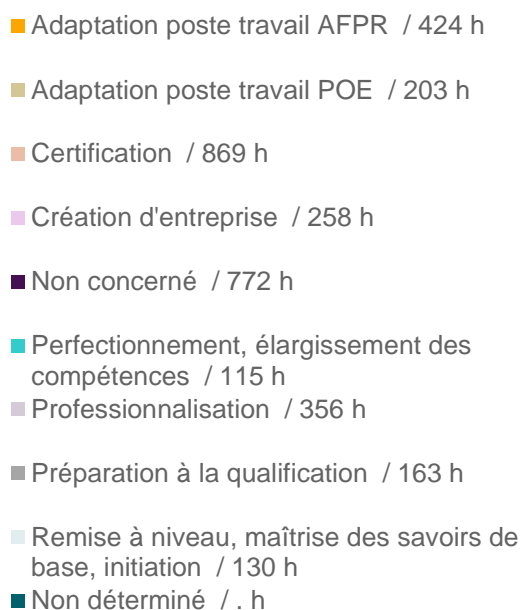 Adaptation poste travail AFPR / 424 h
Adaptation poste travail POE / 203 h
Certification / 869 h
Création d'entreprise / 258 h
Non concerné / 772 h
Perfectionnement, élargissement des
compétences / 115 h
Professionnalisation / 356 h
Préparation à la qualification / 163 h
Remise à niveau, maîtrise des savoirs de
base, initiation / 130 h
Non déterminé / . h